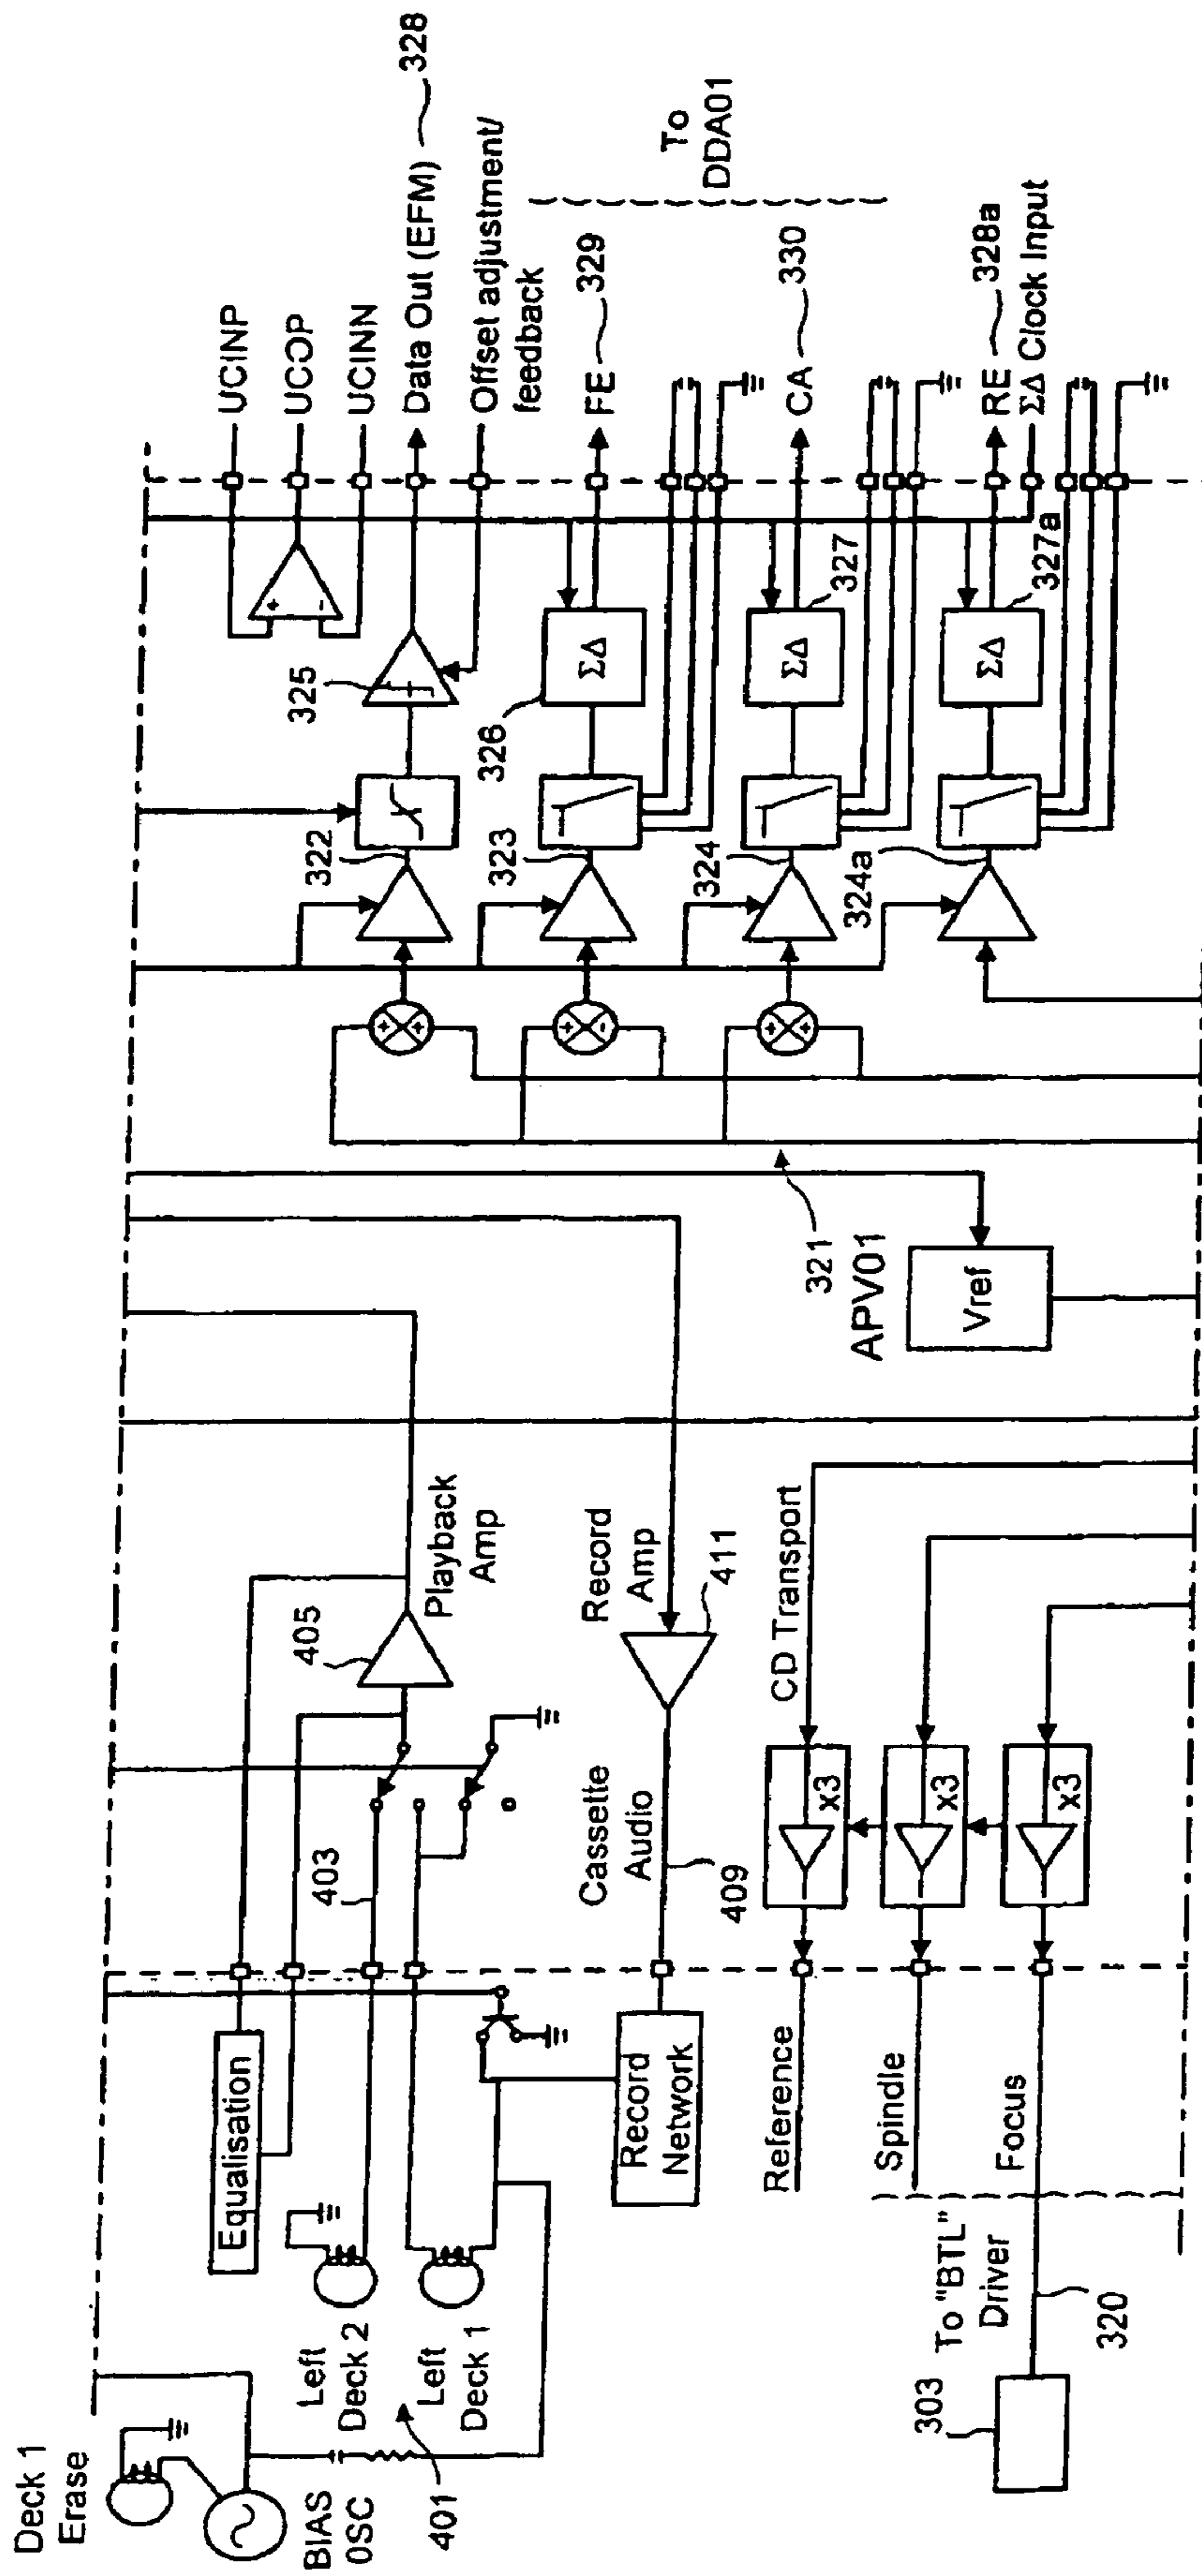 Deck 1
Erase
BIAS
OSC
401
Left
Deck 2
Left
Deck 1
Equalisation
403
405
Playback
Amp
Record
Network
Cassette
Audio
409
Record
Amp
411
CD Transport
Reference
Spindle
Focus
x3
x3
x3
To "BTL"
Driver
320
303
321
APV01
Vref
+
+
+
-
+
+
322
323
324
324a
+
-
325
326
ΣΔ
ΣΔ
327
ΣΔ
327a
UCINP
UCOP
UCINN
Data Out (EFM)
328
Offset adjustment/
feedback
FE
329
To
DDA01
CA
330
RE
328a
ΣΔ Clock Input